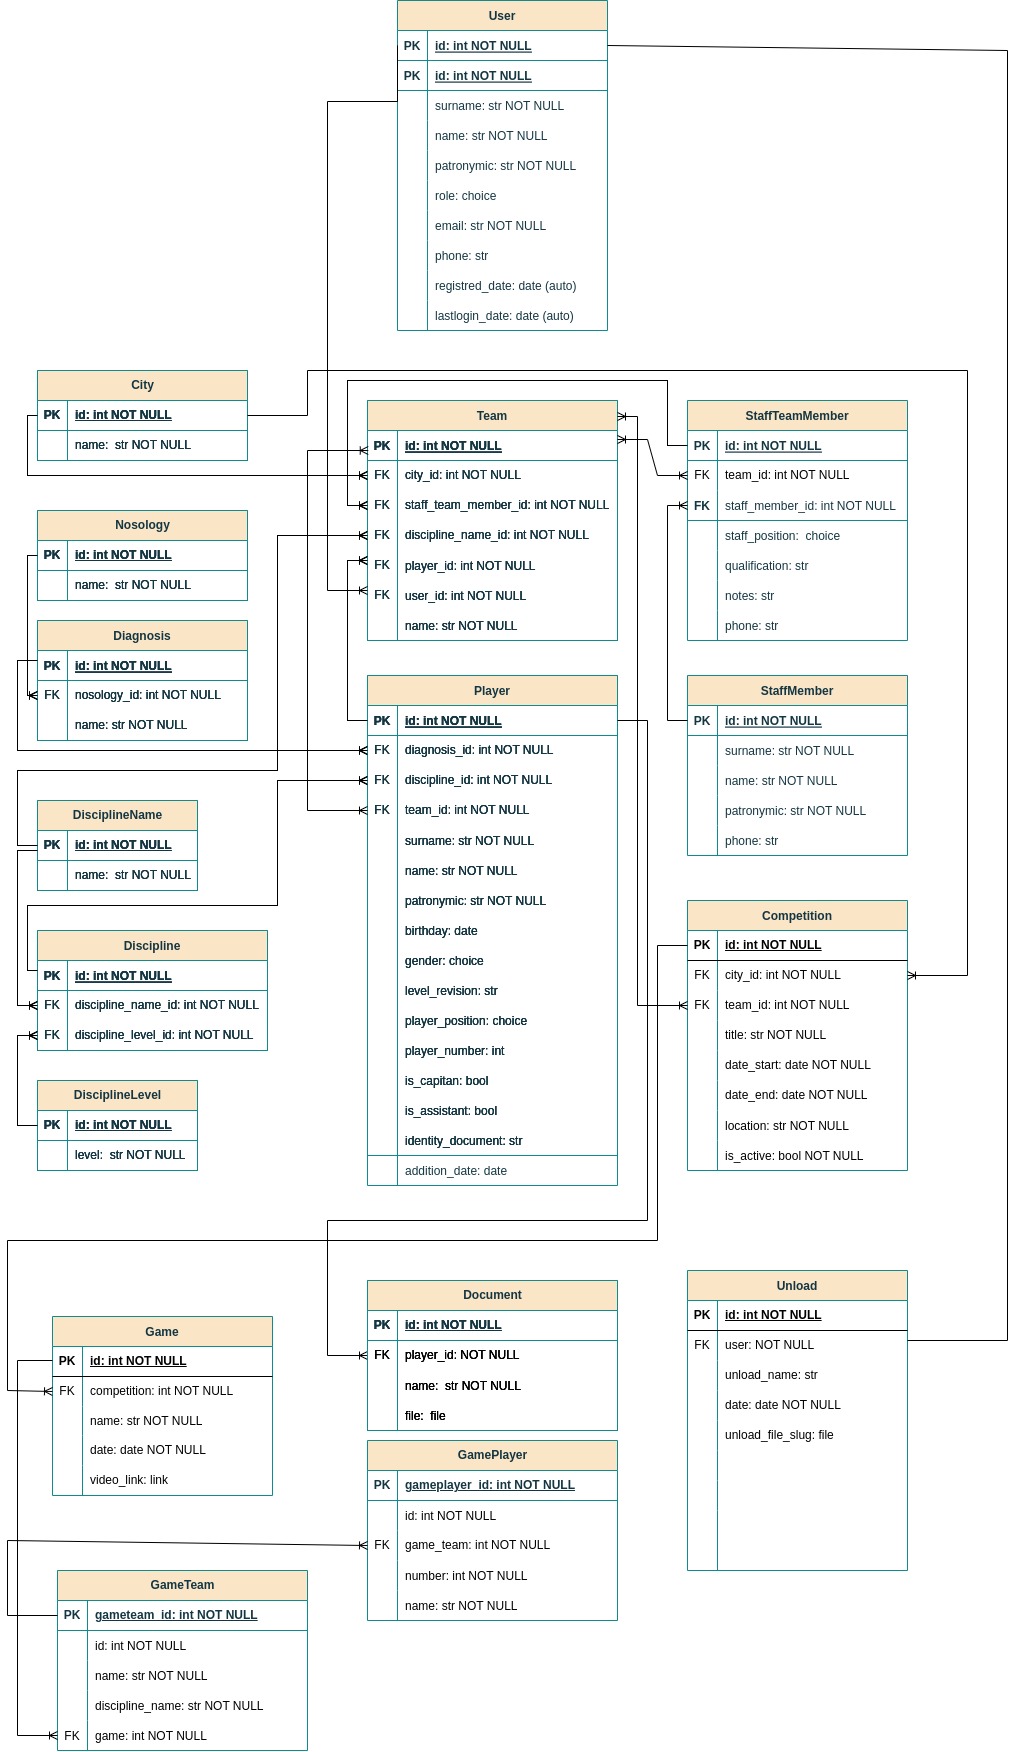 User
PK id: int NOT NULL
PK id: int NOT NULL
surname: str NOT NULL
name: str NOT NULL
patronymic: str NOT NULL
role: choice
email: str NOT NULL
phone: str
registred_date: date (auto)
lastlogin_date: date (auto)
City
PK id: int NOT NULL
name: str NOT NULL
Team
PK id: int NOT NULL
FK city_id: int NOT NULL
FK staff_team_member_id: int NOT NULL
FK discipline_name_id: int NOT NULL
FK player_id: int NOT NULL
FK user_id: int NOT NULL
name: str NOT NULL
StaffTeamMember
PK id: int NOT NULL
FK team_id: int NOT NULL
FK staff_member_id: int NOT NULL
staff_position: choice
qualification: str
notes: str
phone: str
Nosology
PK id: int NOT NULL
name: str NOT NULL
Diagnosis
PK id: int NOT NULL
FK nosology_id: int NOT NULL
name: str NOT NULL
Player
PK id: int NOT NULL
FK diagnosis_id: int NOT NULL
FK discipline_id: int NOT NULL
FK team_id: int NOT NULL
surname: str NOT NULL
name: str NOT NULL
patronymic: str NOT NULL
birthday: date
gender: choice
level_revision: str
player_position: choice
player_number: int
is_capitan: bool
is_assistant: bool
identity_document: str
addition_date: date
StaffMember
PK id: int NOT NULL
surname: str NOT NULL
name: str NOT NULL
patronymic: str NOT NULL
phone: str
DisciplineName
PK id: int NOT NULL
name: str NOT NULL
Discipline
PK id: int NOT NULL
FK discipline_name_id: int NOT NULL
FK discipline_level_id: int NOT NULL
DisciplineLevel
PK id: int NOT NULL
level: str NOT NULL
Competition
PK id: int NOT NULL
FK city_id: int NOT NULL
FK team_id: int NOT NULL
title: str NOT NULL
date_start: date NOT NULL
date_end: date NOT NULL
location: str NOT NULL
is_active: bool NOT NULL
Game
PK id: int NOT NULL
FK competition: int NOT NULL
name: str NOT NULL
date: date NOT NULL
video_link: link
Document
PK id: int NOT NULL
FK player_id: NOT NULL
name: str NOT NULL
file: file
Unload
PK id: int NOT NULL
FK user: NOT NULL
unload_name: str
date: date NOT NULL
unload_file_slug: file
GamePlayer
PK gameplayer_id: int NOT NULL
id: int NOT NULL
FK game_team: int NOT NULL
number: int NOT NULL
name: str NOT NULL
GameTeam
PK gameteam_id: int NOT NULL
id: int NOT NULL
name: str NOT NULL
discipline_name: str NOT NULL
FK game: int NOT NULL